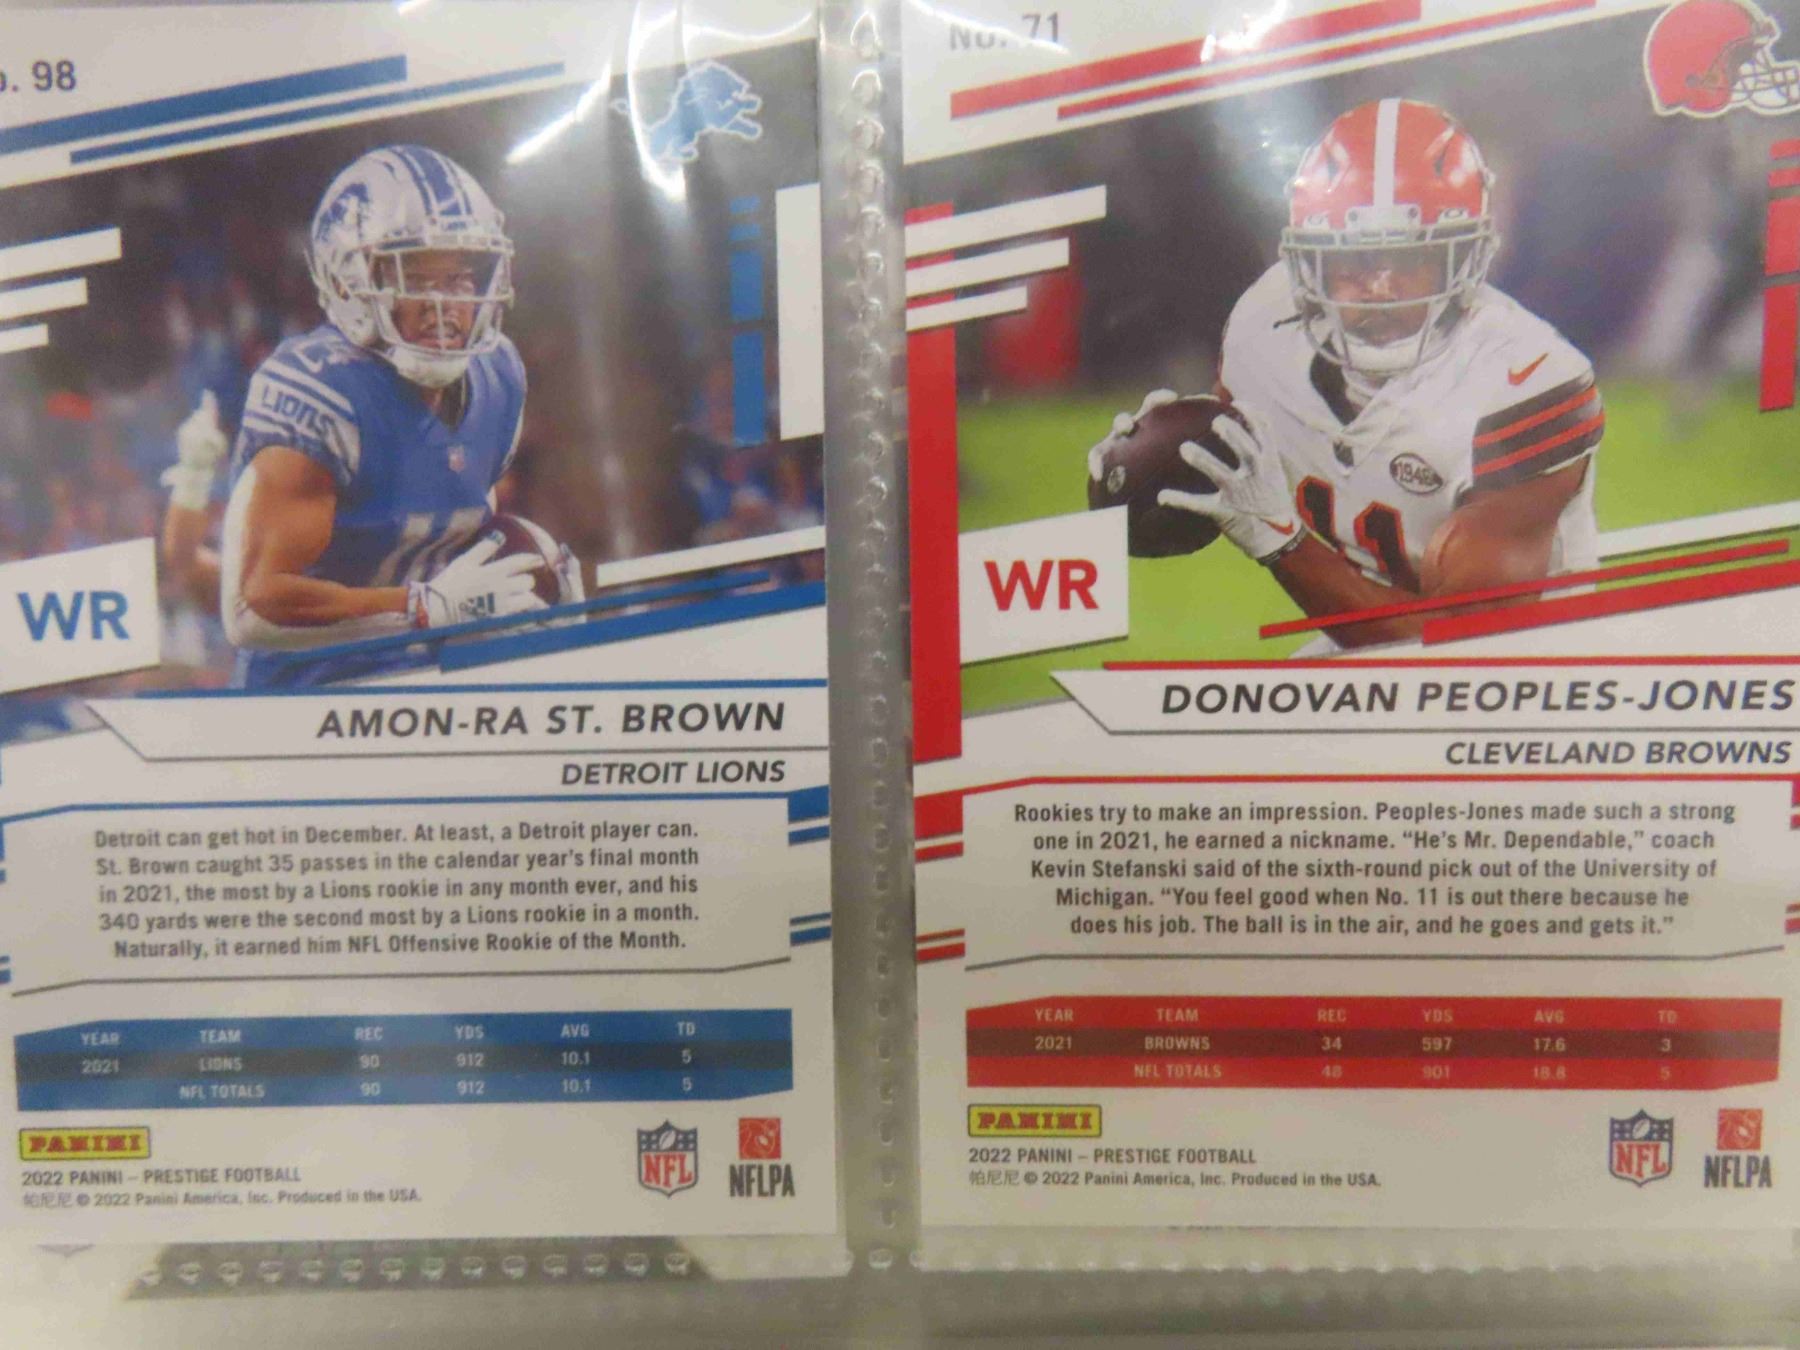 98
LIONS
WR
AMON-RA ST. BROWN
DETROIT LIONS
Detroit can get hot in December. At least, a Detroit player can.
St. Brown caught 35 passes in the calendar year's final month
in 2021, the most by a Lions rookie in any month ever, and his
340 yards were the second most by a Lions rookie in a month.
Naturally, it earned him NFL Offensive Rookie of the Month.
YEAR TEAM REC YDS AVG TD
2021 LIONS 90 912 10.1 5
NFL TOTALS 90 912 10.1 5
PANINI
NFL
NFLPA
2022 PANINI – PRESTIGE FOOTBALL
帕尼尼 © 2022 Panini America, Inc. Produced in the USA.
No. 71
1946
11
WR
DONOVAN PEOPLES-JONES
CLEVELAND BROWNS
Rookies try to make an impression. Peoples-Jones made such a strong
one in 2021, he earned a nickname. "He's Mr. Dependable," coach
Kevin Stefanski said of the sixth-round pick out of the University of
Michigan. "You feel good when No. 11 is out there because he
does his job. The ball is in the air, and he goes and gets it."
YEAR TEAM REC YDS AVG TD
2021 BROWNS 34 597 17.6 3
NFL TOTALS 48 901 18.8 5
PANINI
NFL
NFLPA
2022 PANINI – PRESTIGE FOOTBALL
帕尼尼 © 2022 Panini America, Inc. Produced in the USA.